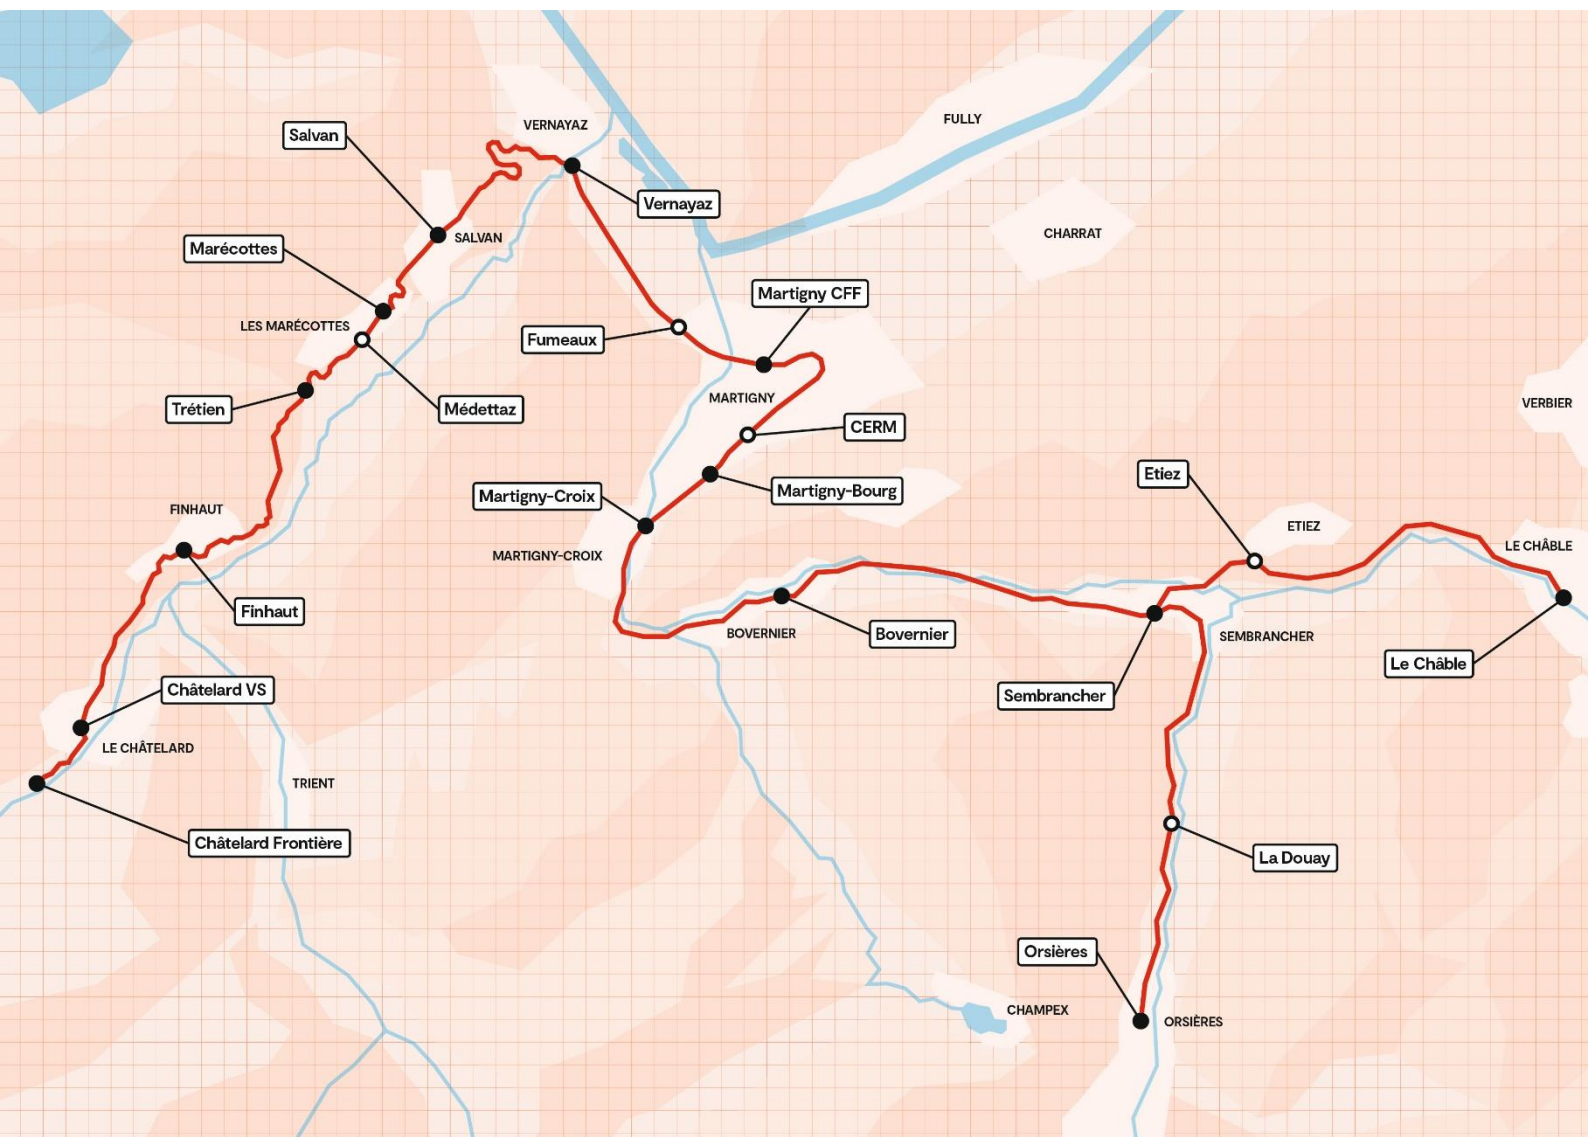 FULLY
VERNAYAZ
Salvan
Vernayaz
CHARRAT
SALVAN
Marécottes
Martigny CFF
LES MARÉCOTTES
Fumeaux
MARTIGNY
VERBIER
Trétien
Médettaz
CERM
Etiez
Martigny-Bourg
Martigny-Croix
FINHAUT
ETIEZ
LE CHÂBLE
MARTIGNY-CROIX
Finhaut
BOVERNIER
Bovernier
SEMBRANCHER
Le Châble
Châtelard VS
Sembrancher
LE CHÂTELARD
TRIENT
Châtelard Frontière
La Douay
Orsières
CHAMPEX
ORSIÈRES